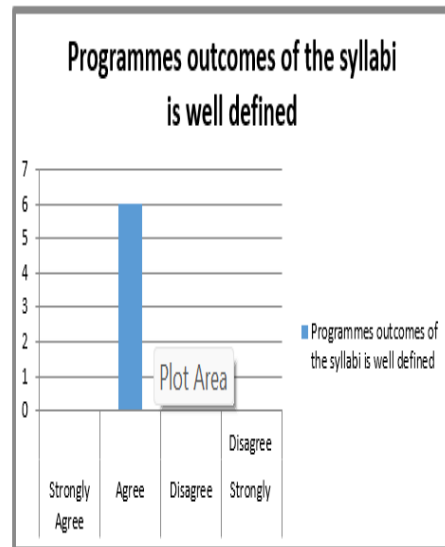 Programmes outcomes of the syllabi
is well defined
7
6
5
4
3
2
1
0
Plot Area
Programmes outcomes of
the syllabi is well defined
Disagree
Strongly
Agree
Agree
Disagree
Strongly